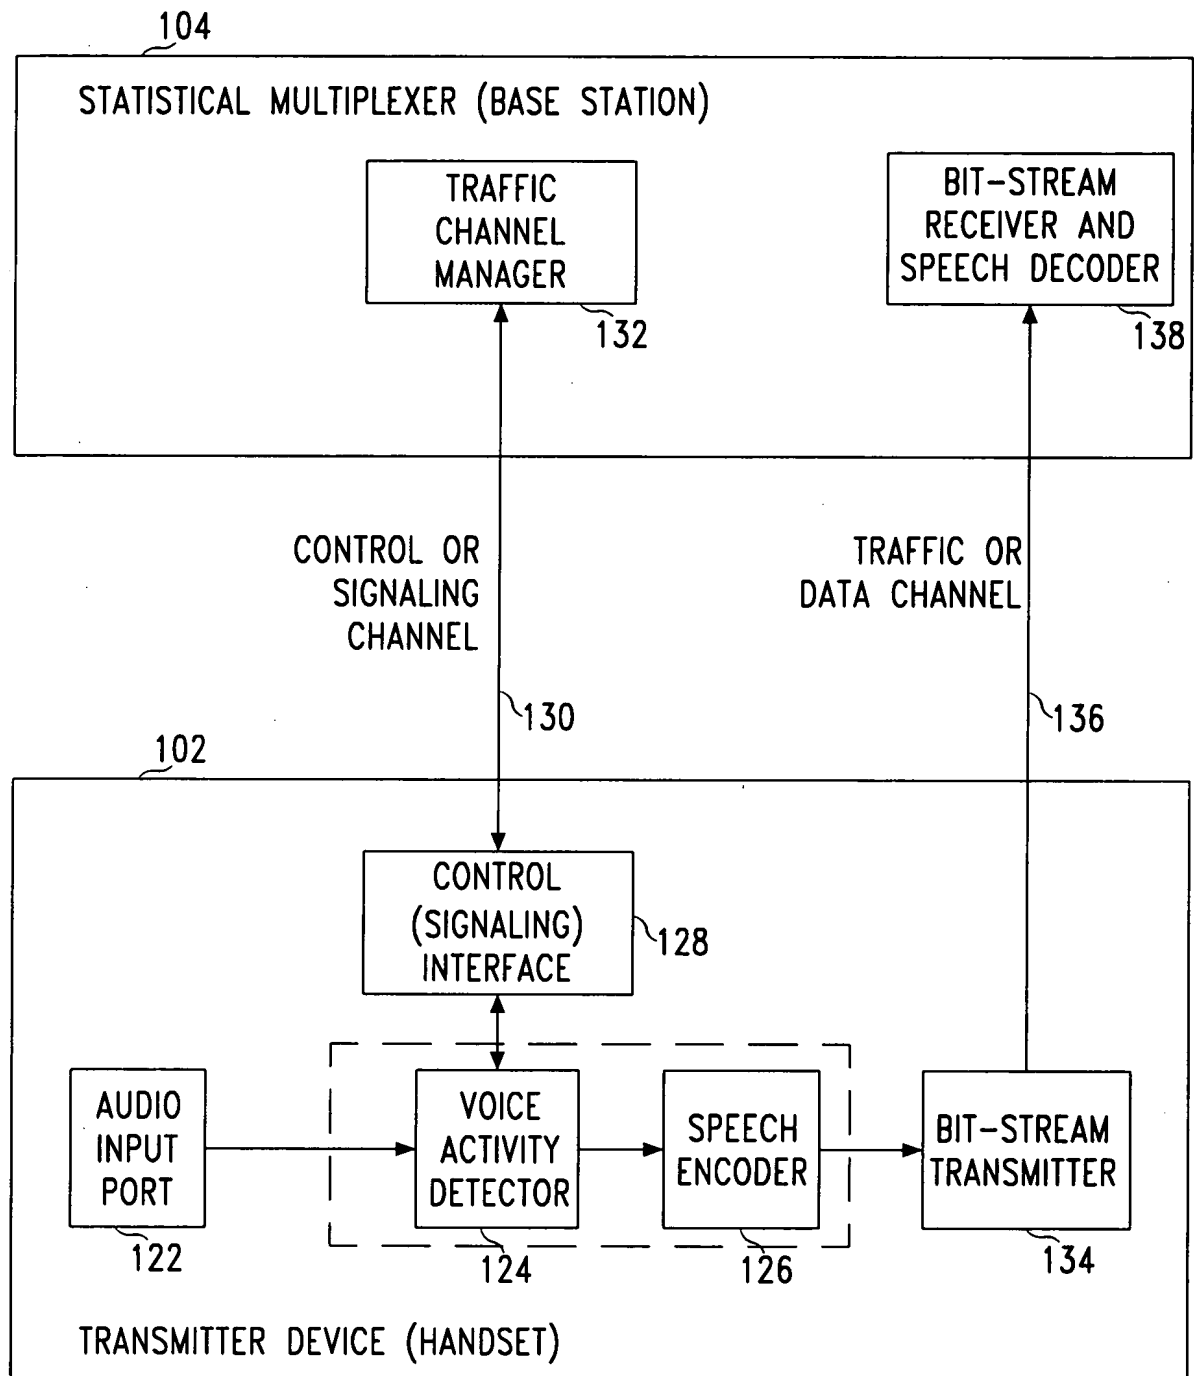 104
STATISTICAL MULTIPLEXER (BASE STATION)
TRAFFIC
CHANNEL
MANAGER
132
BIT-STREAM
RECEIVER AND
SPEECH DECODER
138
CONTROL OR
SIGNALING
CHANNEL
130
TRAFFIC OR
DATA CHANNEL
136
102
CONTROL
(SIGNALING)
INTERFACE
128
AUDIO
INPUT
PORT
122
VOICE
ACTIVITY
DETECTOR
124
SPEECH
ENCODER
126
BIT-STREAM
TRANSMITTER
134
TRANSMITTER DEVICE (HANDSET)